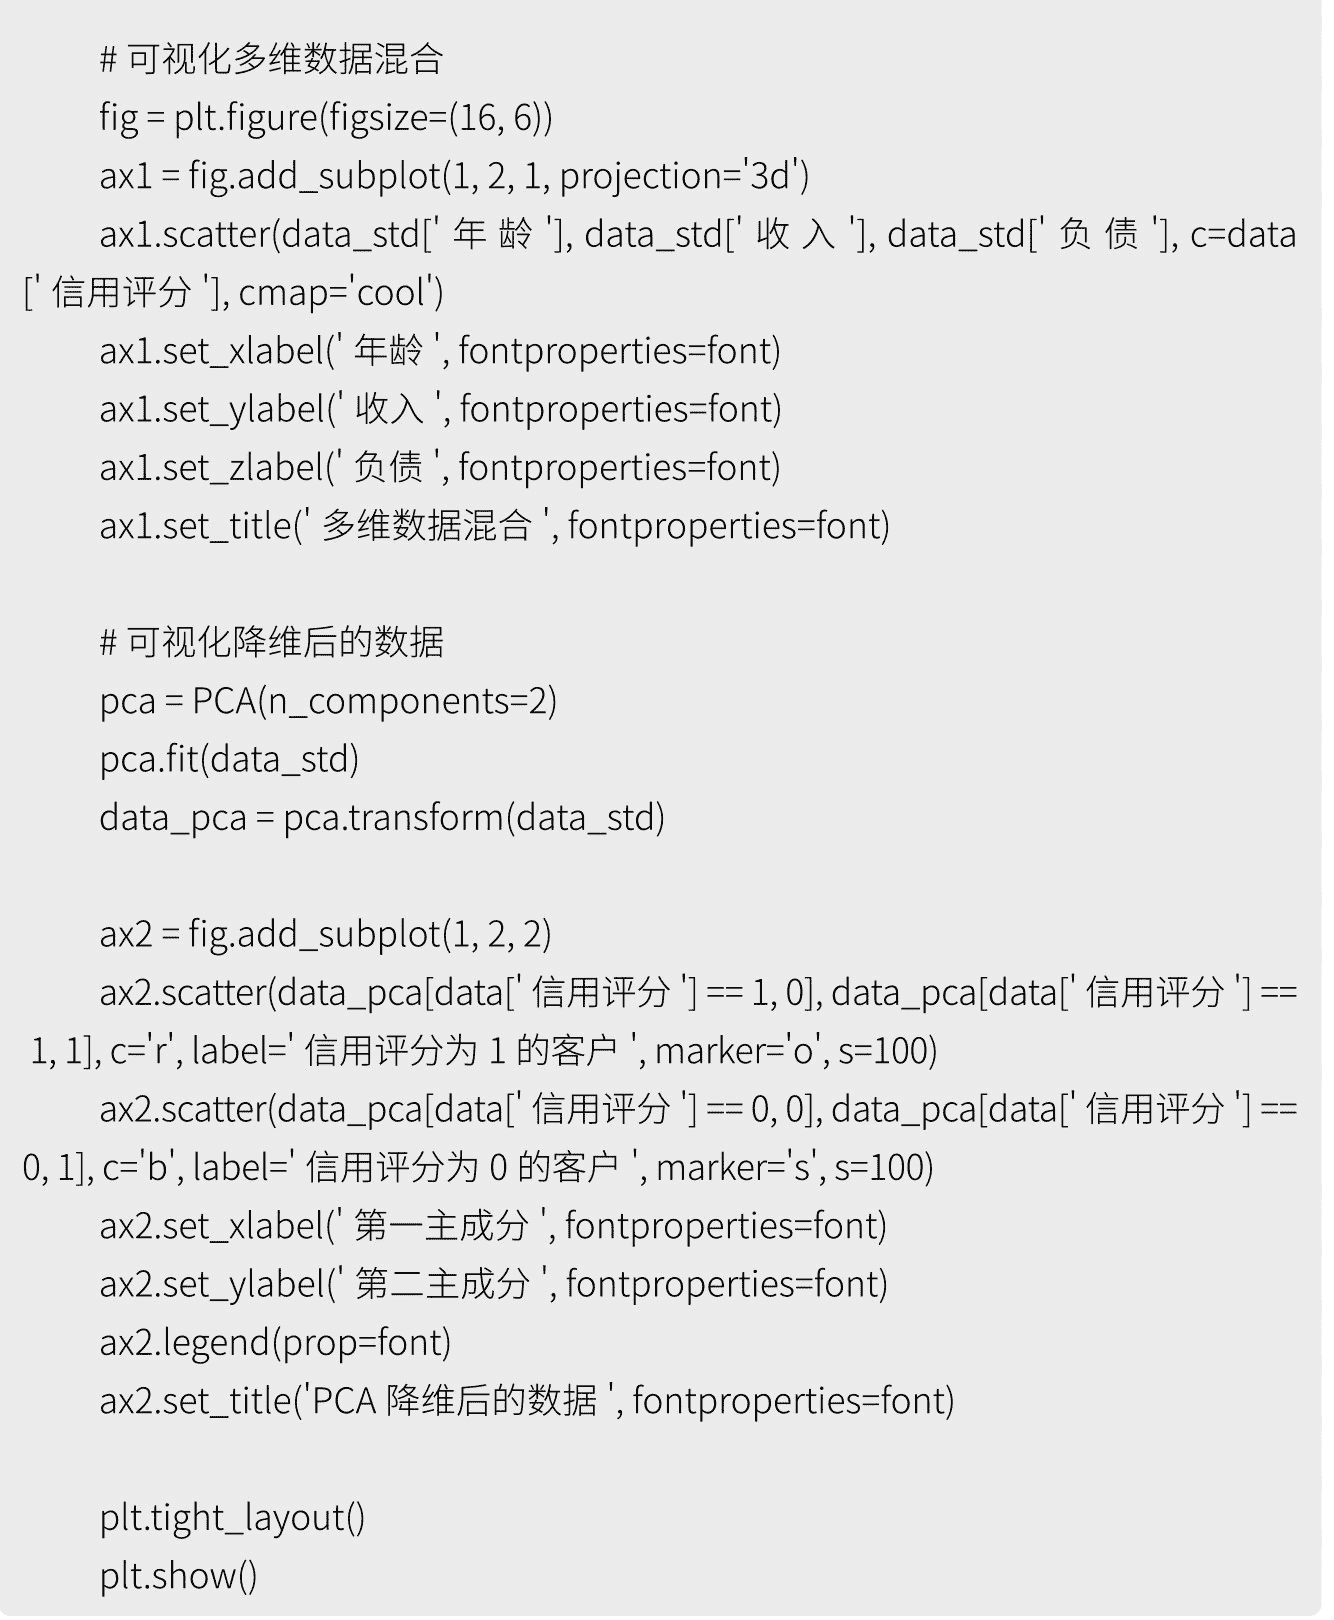 # 可视化多维数据混合
fig = plt.figure(figsize=(16, 6))
ax1 = fig.add_subplot(1, 2, 1, projection='3d')
ax1.scatter(data_std[' 年 龄 '], data_std[' 收 入 '], data_std[' 负 债 '], c=data
[' 信用评分 '], cmap='cool')
ax1.set_xlabel(' 年龄 ', fontproperties=font)
ax1.set_ylabel(' 收入 ', fontproperties=font)
ax1.set_zlabel(' 负债 ', fontproperties=font)
ax1.set_title(' 多维数据混合 ', fontproperties=font)
# 可视化降维后的数据
pca = PCA(n_components=2)
pca.fit(data_std)
data_pca = pca.transform(data_std)
ax2 = fig.add_subplot(1, 2, 2)
ax2.scatter(data_pca[data[' 信用评分 '] == 1, 0], data_pca[data[' 信用评分 '] ==
1, 1], c='r', label=' 信用评分为 1 的客户 ', marker='o', s=100)
ax2.scatter(data_pca[data[' 信用评分 '] == 0, 0], data_pca[data[' 信用评分 '] ==
0, 1], c='b', label=' 信用评分为 0 的客户 ', marker='s', s=100)
ax2.set_xlabel(' 第一主成分 ', fontproperties=font)
ax2.set_ylabel(' 第二主成分 ', fontproperties=font)
ax2.legend(prop=font)
ax2.set_title('PCA 降维后的数据 ', fontproperties=font)
plt.tight_layout()
plt.show()